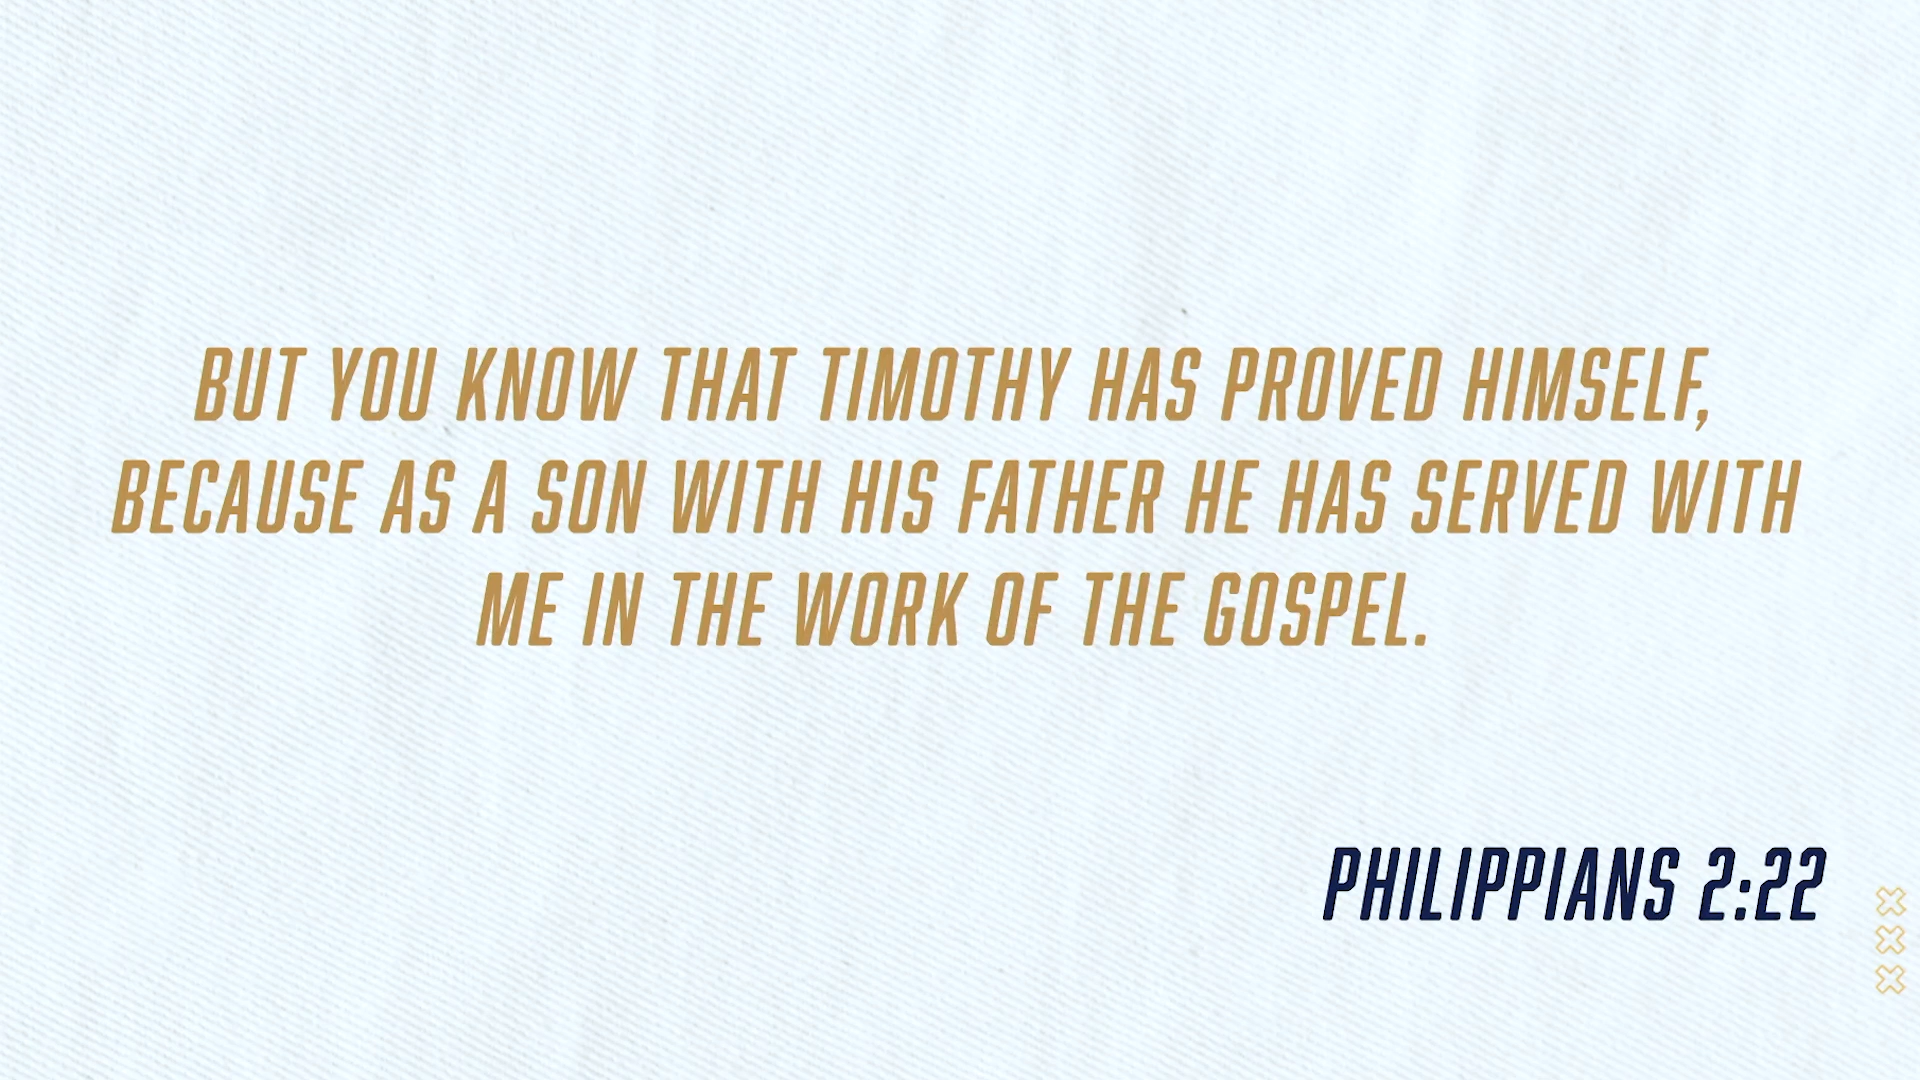 BUT YOU KNOW THAT TIMOTHY HAS PROVED HIMSELF,
BECAUSE AS A SON WITH HIS FATHER HE HAS SERVED WITH
ME IN THE WORK OF THE GOSPEL.
PHILIPPIANS 2:22